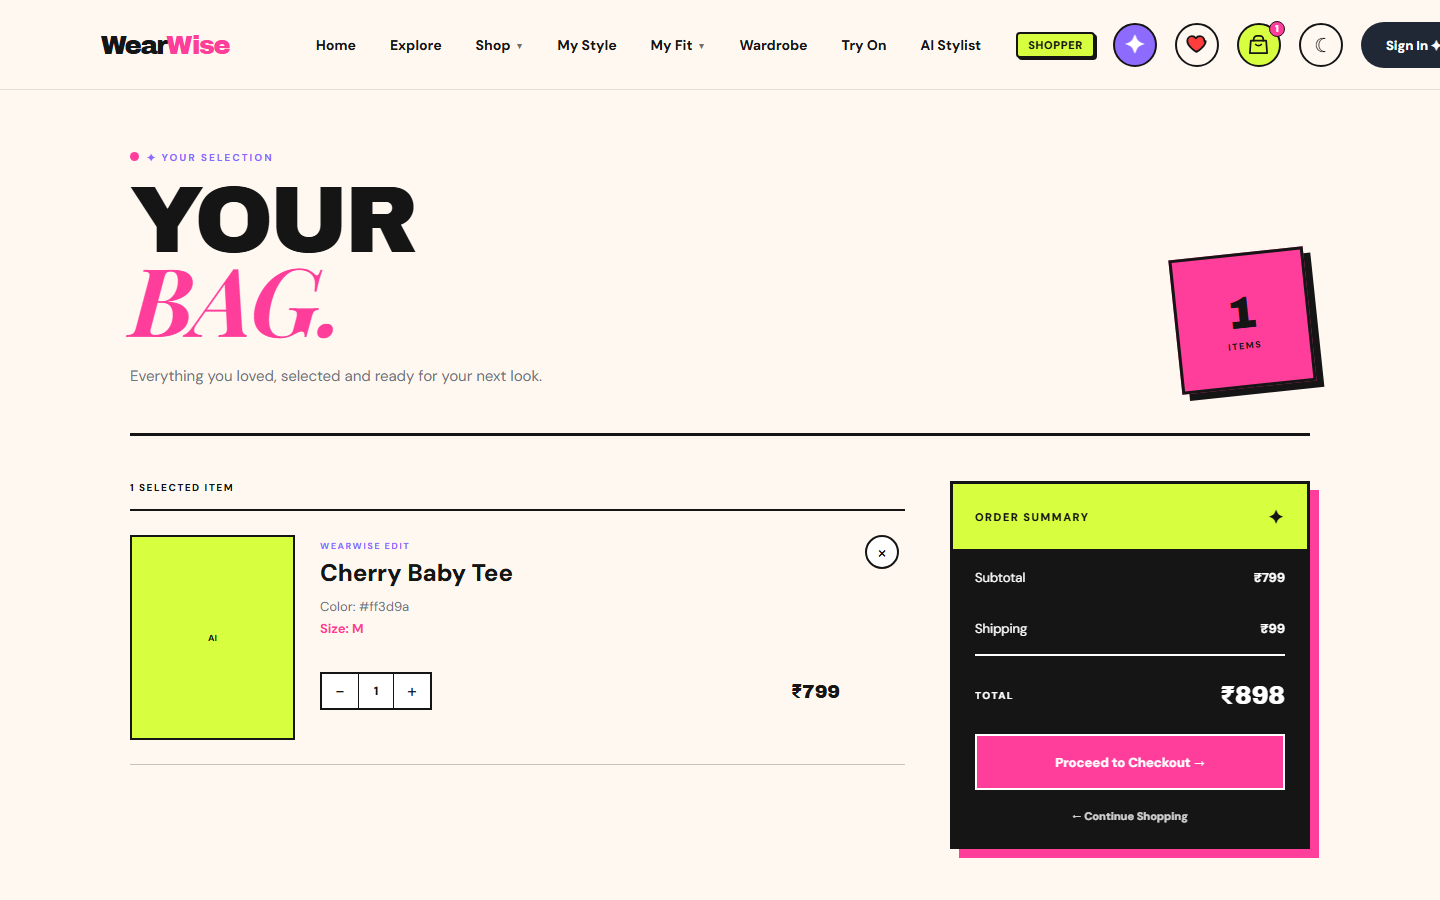 WearWise
Home
Explore
Shop ▾
My Style
My Fit ▾
Wardrobe
Try On
AI Stylist
SHOPPER
1
Sign In ✦
✦ YOUR SELECTION
YOUR
BAG.
Everything you loved, selected and ready for your next look.
1
ITEMS
1 SELECTED ITEM
AI
WEARWISE EDIT
Cherry Baby Tee
Color: #ff3d9a
Size: M
− 1 +
₹799
×
ORDER SUMMARY ✦
Subtotal ₹799
Shipping ₹99
TOTAL ₹898
Proceed to Checkout →
← Continue Shopping